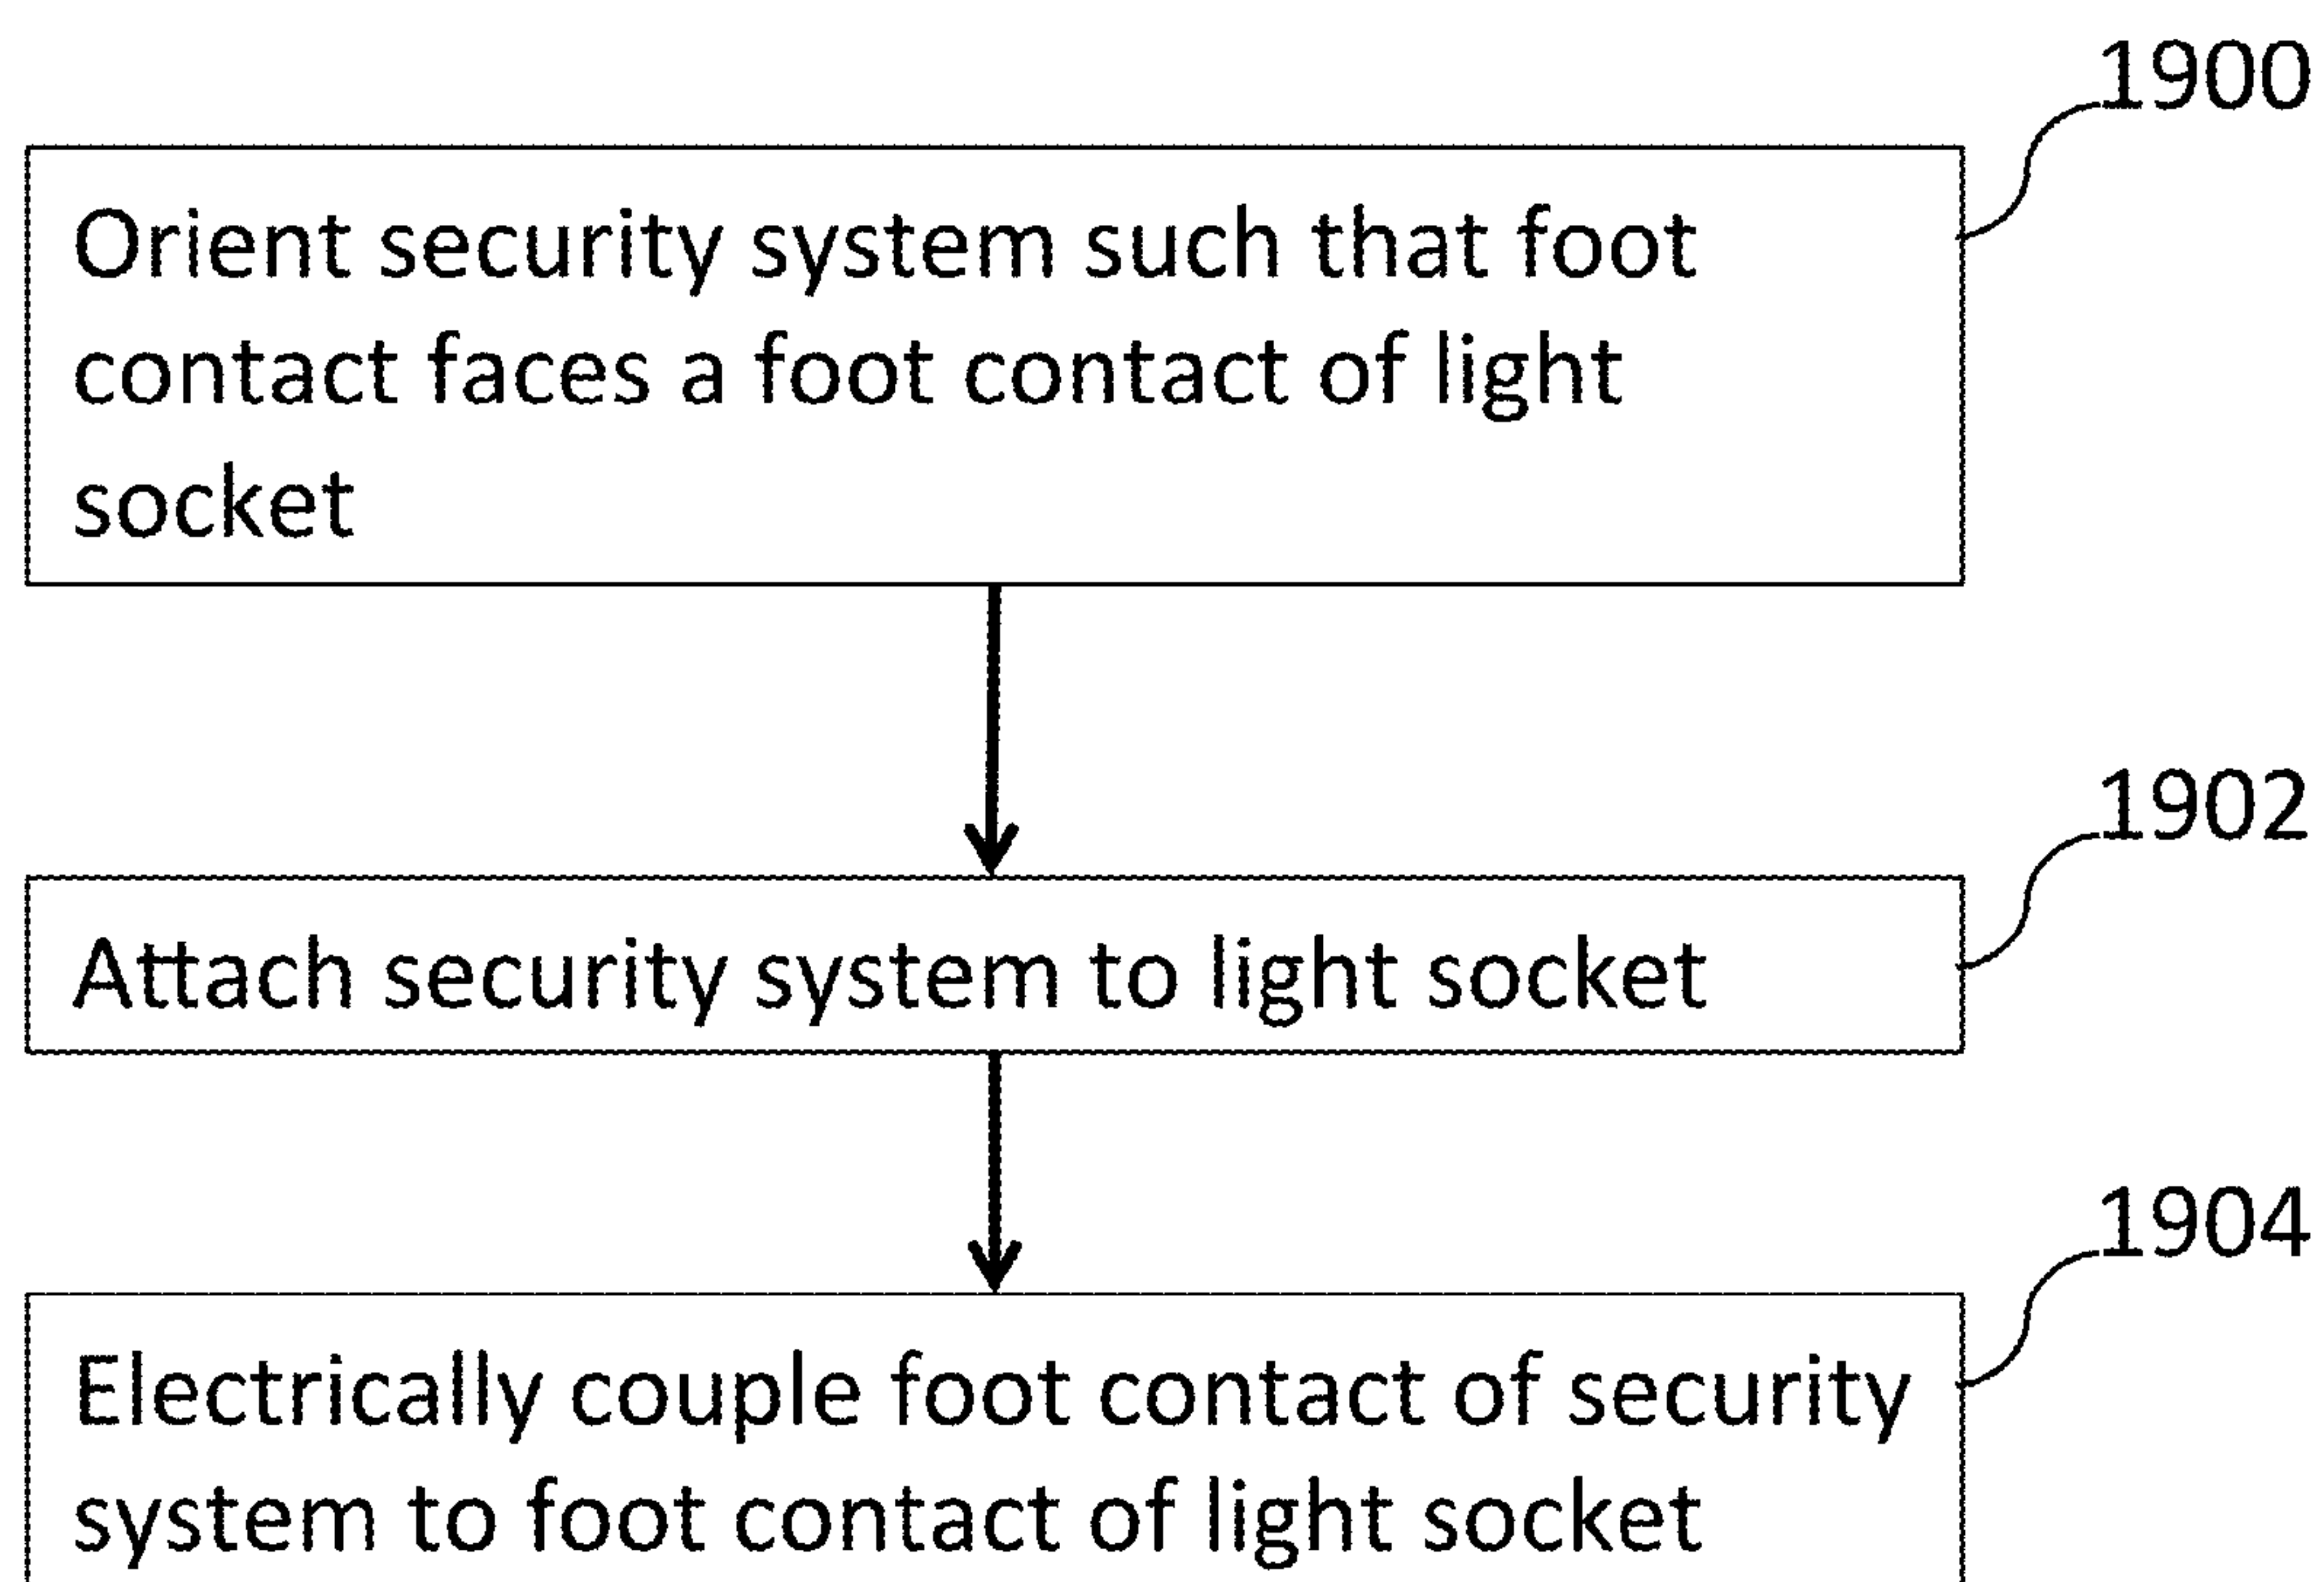 1900
Orient security system such that foot
contact faces a foot contact of light
socket
1902
Attach security system to light socket
1904
Electrically couple foot contact of security
system to foot contact of light socket